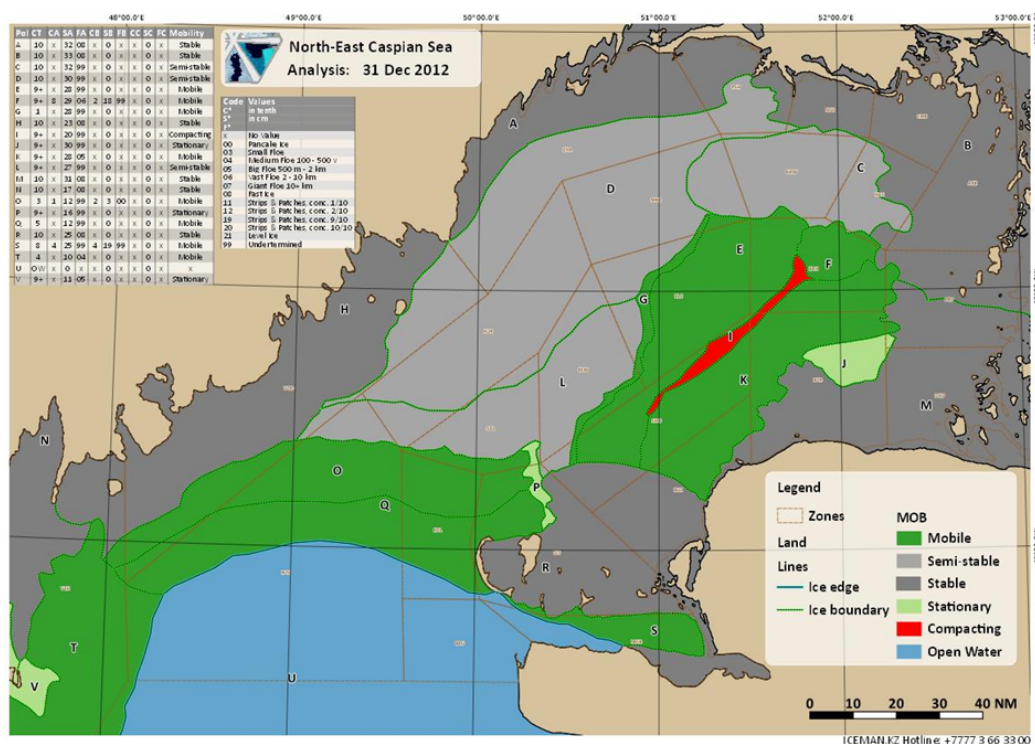 48°00'0.E
49°00'0.E
50°00'0.E
51°00'0.E
52°00'0.E
53°00'0.E
Pol CT CA SA FA CB SB FB CC SC FC Mobility
A 10 x 32 08 x x x x 0 x Stable
B 10 x 33 08 x x x x 0 x Stable
C 10 x 32 99 x x x x 0 x Semi-stable
D 10 x 30 99 x x x x 0 x Semi-stable
E 9+ x 28 99 x x x x 0 x Mobile
F 9+ 8 29 06 2 18 99 x 0 x Mobile
G 1 x 28 99 x x x x 0 x Mobile
H 10 x 23 08 x x x x 0 x Stable
I 9+ x 20 99 x x x x 0 x Compacting
J 9+ x 30 99 x x x x 0 x Stationary
K 9+ x 28 05 x x x x 0 x Mobile
L 9+ x 27 99 x x x x 0 x Semi-stable
M 10 x 31 08 x x x x 0 x Stable
N 10 x 17 08 x x x x 0 x Stable
O 3 1 12 99 2 3 00 x 0 x Mobile
P 9+ x 16 99 x x x x 0 x Stationary
Q 5 x 12 99 x x x x 0 x Mobile
R 10 x 25 08 x x x x 0 x Stable
S 8 4 25 99 4 19 99 x 0 x Mobile
T 4 x 10 04 x x x x 0 x Mobile
U OW x 0 x x x x x 0 x x
V 9+ x 11 05 x x x x 0 x Stationary
North-East Caspian Sea
Analysis: 31 Dec 2012
Code Values
C* in tenth
S* in cm
F*
x No Value
00 Pancake Ice
03 Small Floe
04 Medium Floe 100 - 500
05 Big Floe 500 m - 2 km
06 Vast Floe 2 - 10 km
07 Giant Floe 10+ km
08 Fast Ice
11 Strips & Patches, conc. 1/10
12 Strips & Patches, conc. 2/10
19 Strips & Patches, conc. 9/10
20 Strips & Patches, conc. 10/10
21 Level Ice
99 Undertermined
A
B
C
D
E
F
G
H
I
J
K
L
M
N
O
P
Q
R
S
T
U
V
Legend
Zones
Land
Lines
Ice edge
Ice boundary
MOB
Mobile
Semi-stable
Stable
Stationary
Compacting
Open Water
0 10 20 30 40 NM
ICEMAN.KZ Hotline: +7777 3 66 33 00